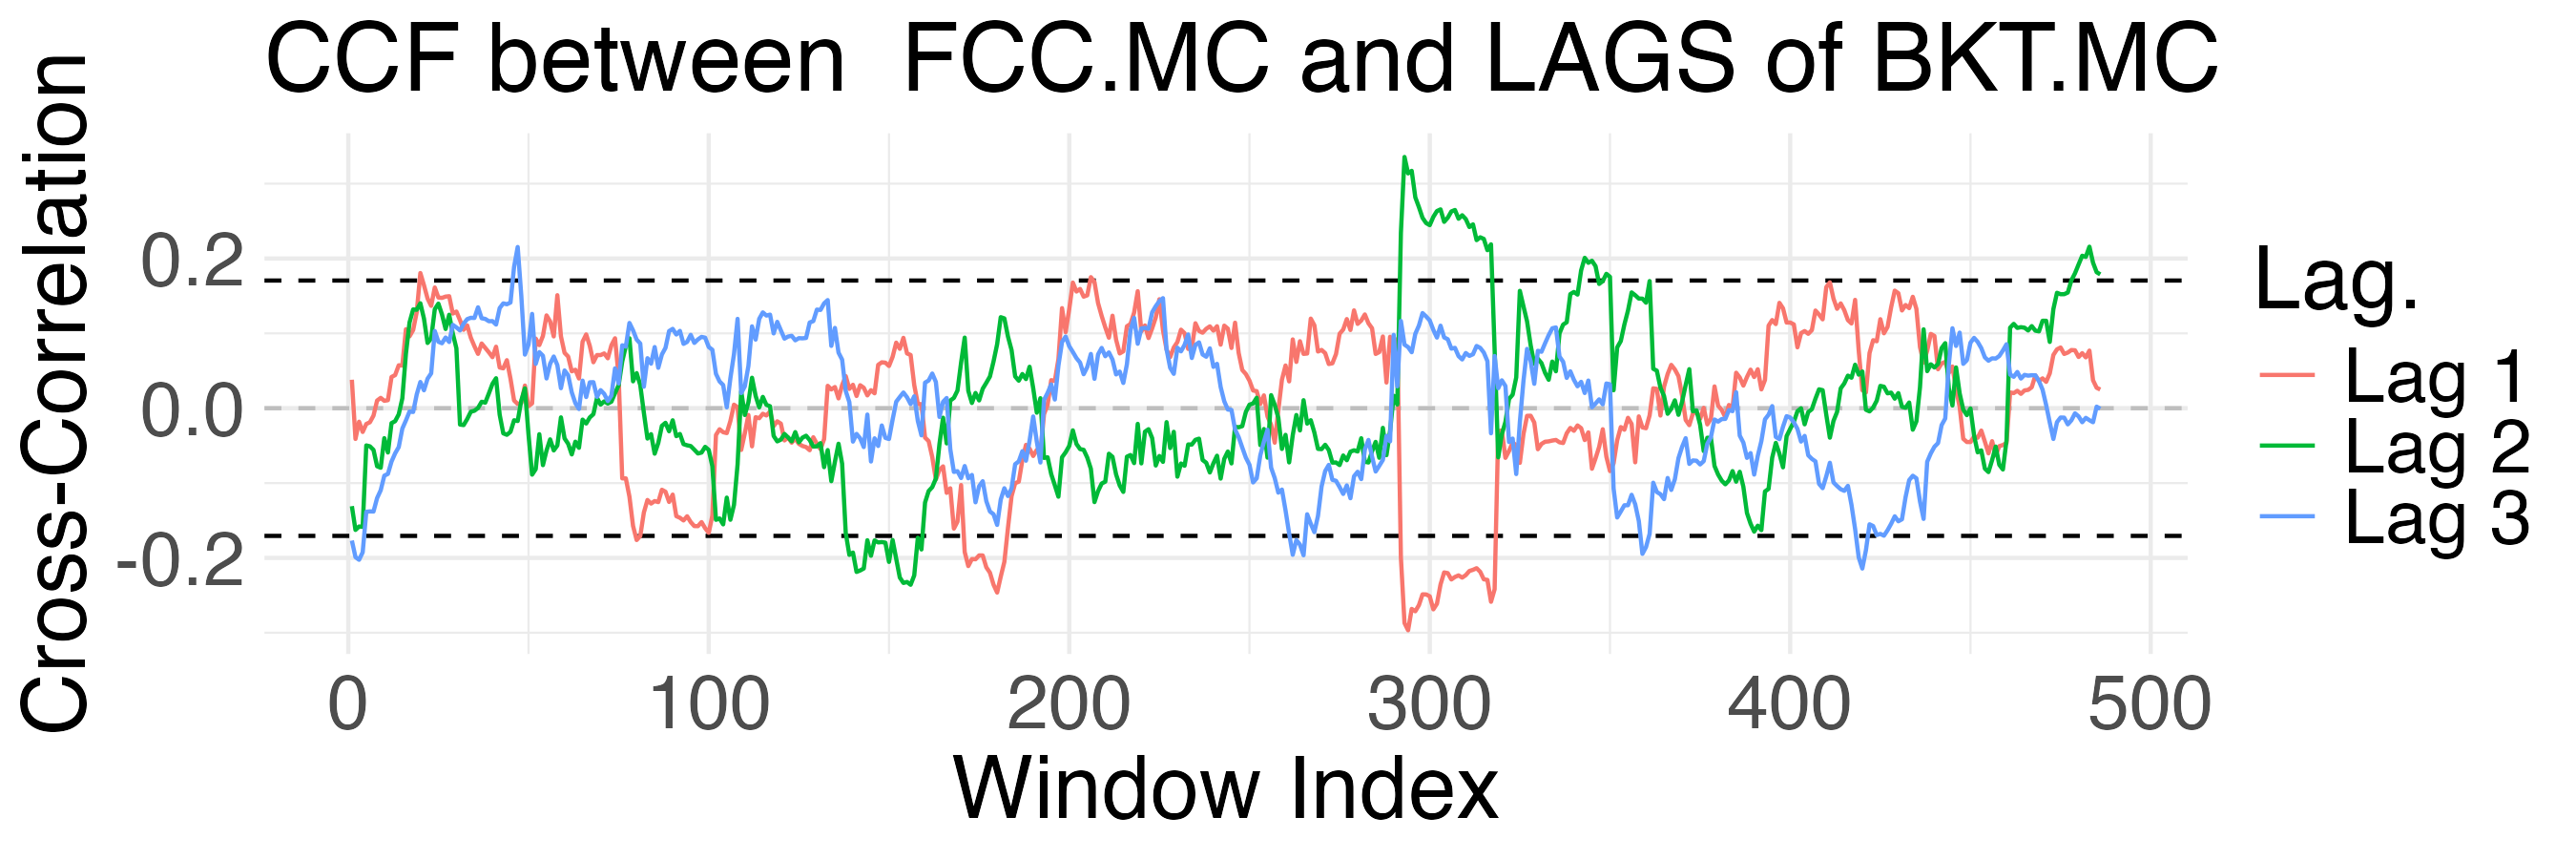 CCF between  FCC.MC and LAGS of BKT.MC
Cross-Correlation
0.2
0.0
-0.2
0 100 200 300 400 500
Window Index
Lag.
Lag 1
Lag 2
Lag 3